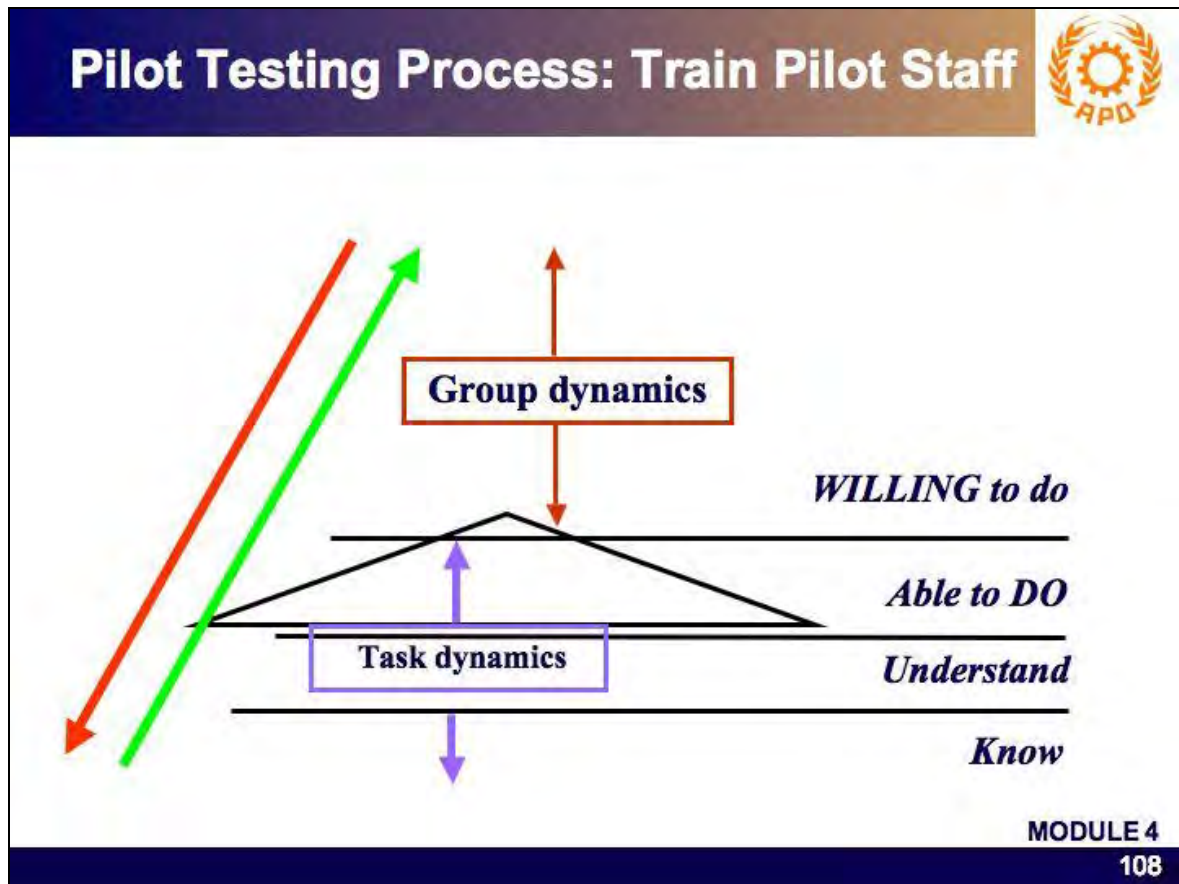 Pilot Testing Process: Train Pilot Staff
APO
Group dynamics
WILLING to do
Able to DO
Task dynamics
Understand
Know
MODULE 4
108